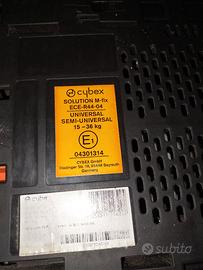 cybex
SOLUTION M-fix
ECE-R44-04
UNIVERSAL
SEMI-UNIVERSAL
15 – 36 kg
E1
04301314
CYBEX GmbH
Riedinger Str. 18, 95448 Bayreuth
Germany
cybex
subito